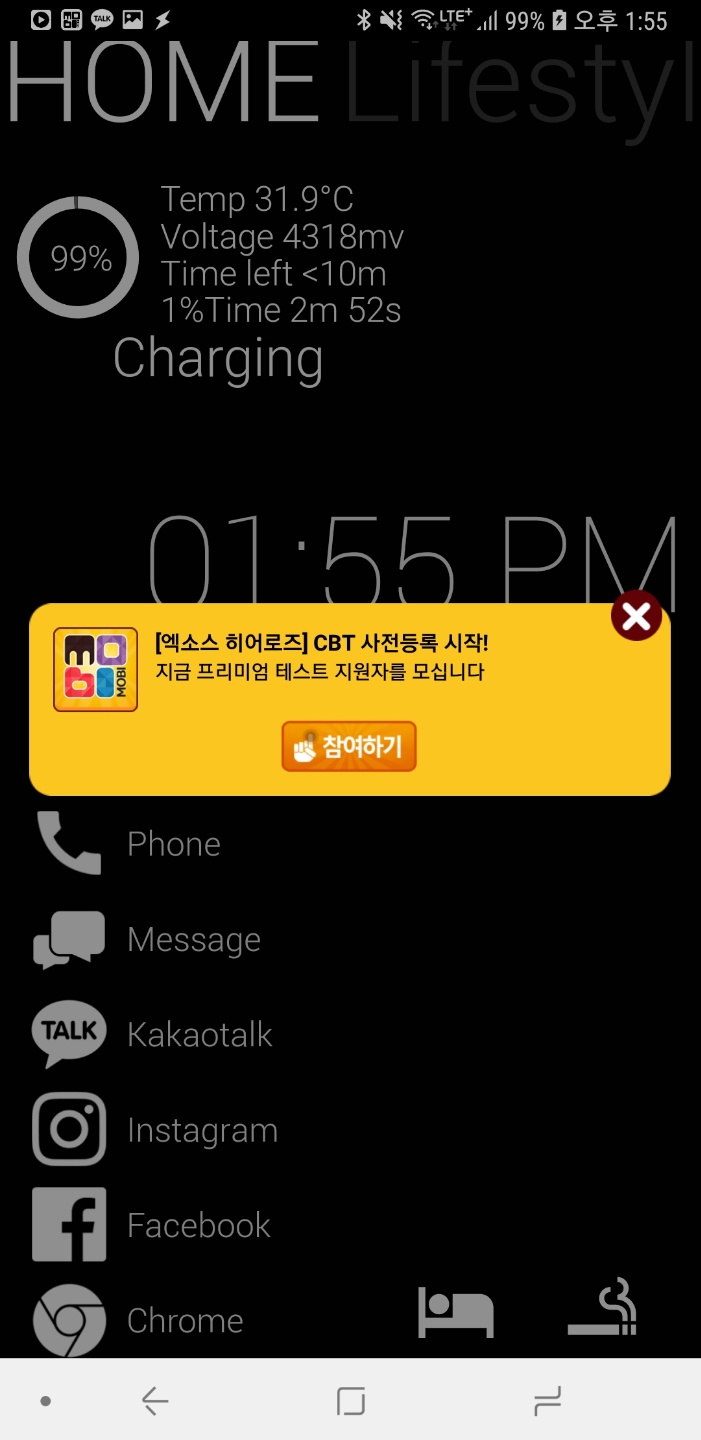 TALK LTE+ 99% 오후 1:55
HOME Lifestyl
Temp 31.9°C
99% Voltage 4318mv
Time left <10m
1%Time 2m 52s
Charging
01:55 PM
[엑소스 히어로즈] CBT 사전등록 시작!
지금 프리미엄 테스트 지원자를 모십니다
mobi MOBI
참여하기
Phone
Message
TALK Kakaotalk
Instagram
Facebook
Chrome